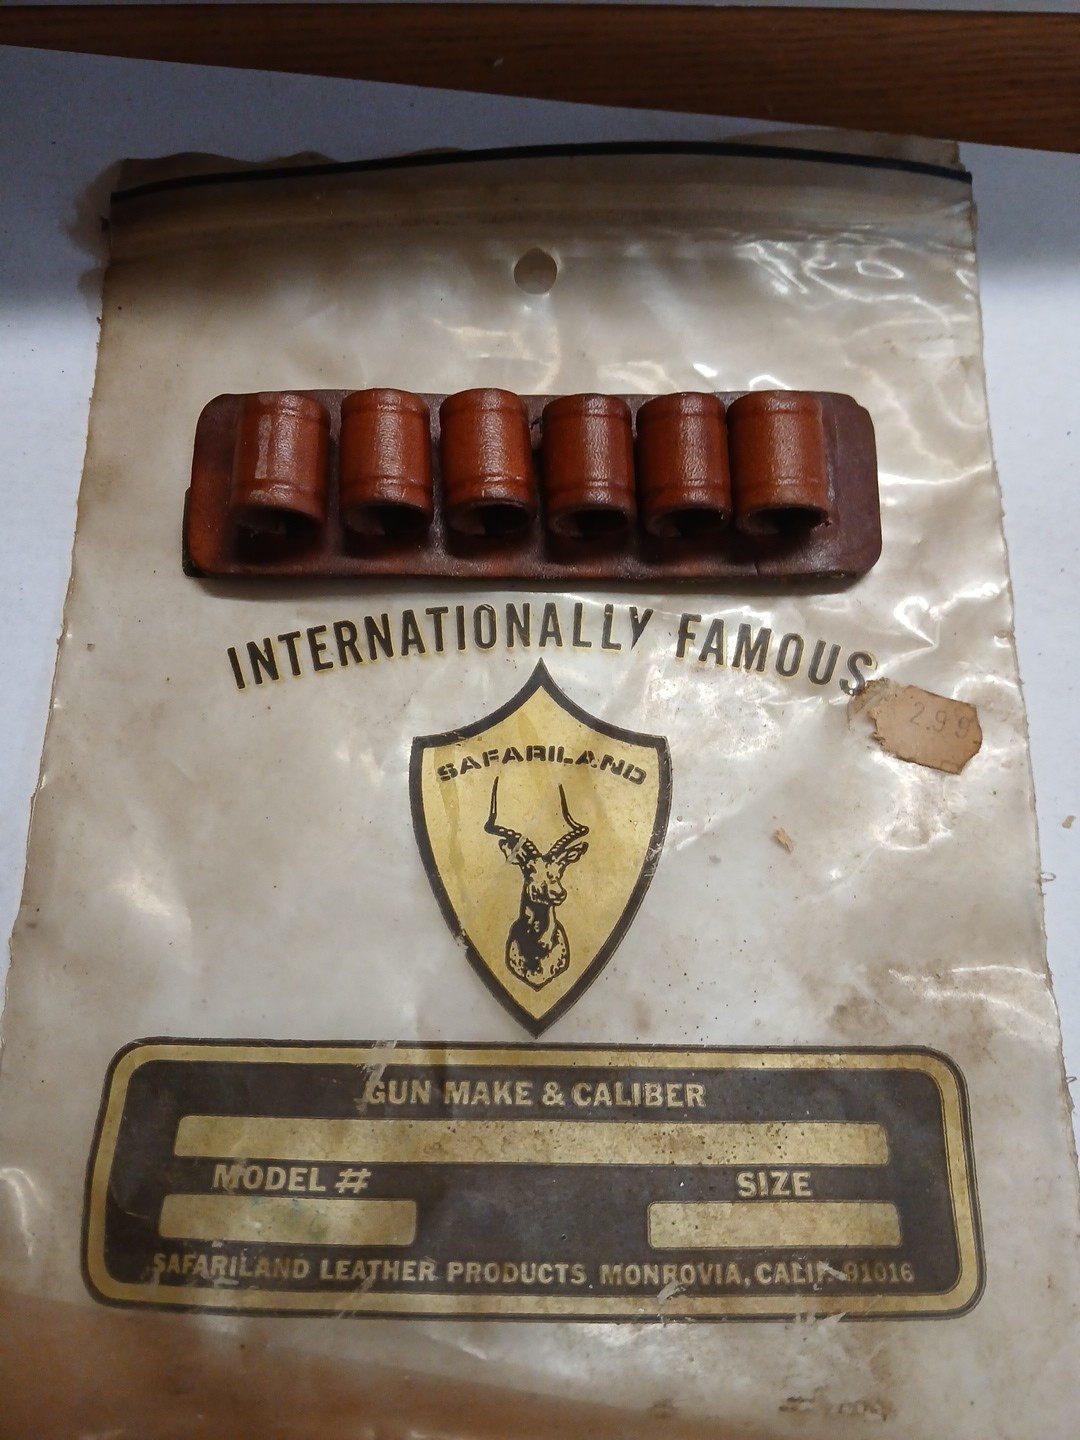 INTERNATIONALLY FAMOUS
2.99
SAFARILAND
GUN MAKE & CALIBER
MODEL #
SIZE
SAFARILAND LEATHER PRODUCTS MONROVIA, CALIF. 91016